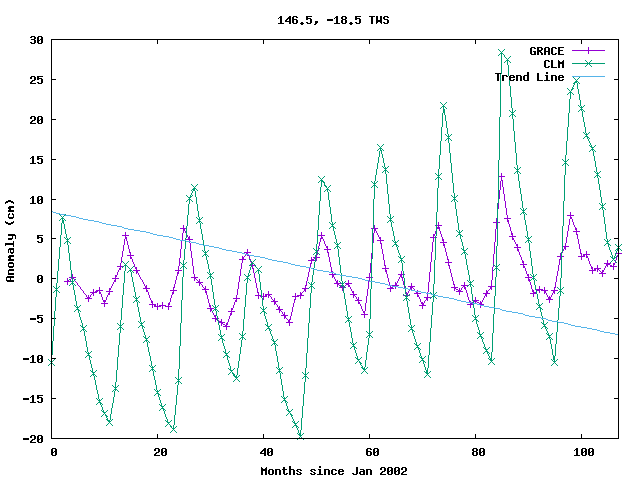 146.5, -18.5 TWS
GRACE
CLM
Trend Line
30
25
20
15
10
5
0
-5
-10
-15
-20
Anomaly (cm)
0 20 40 60 80 100
Months since Jan 2002